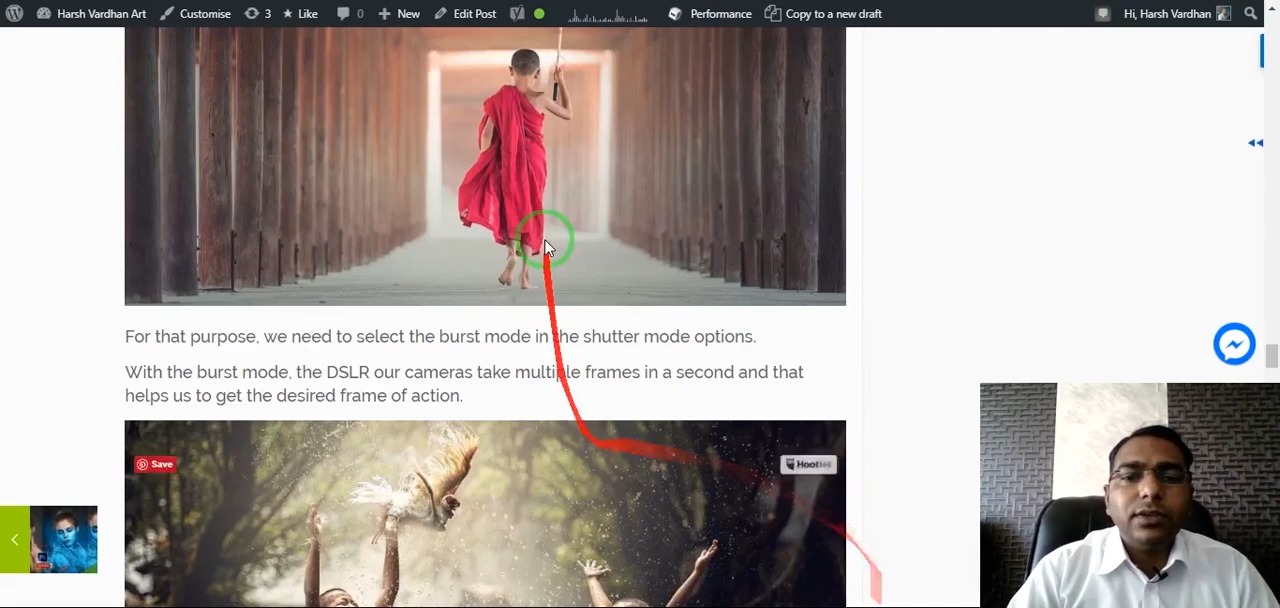 Harsh Vardhan Art Customise 3 Like 0 New Edit Post Performance Copy to a new draft Hi, Harsh Vardhan
For that purpose, we need to select the burst mode in the shutter mode options.
With the burst mode, the DSLR our cameras take multiple frames in a second and that
helps us to get the desired frame of action.
Save